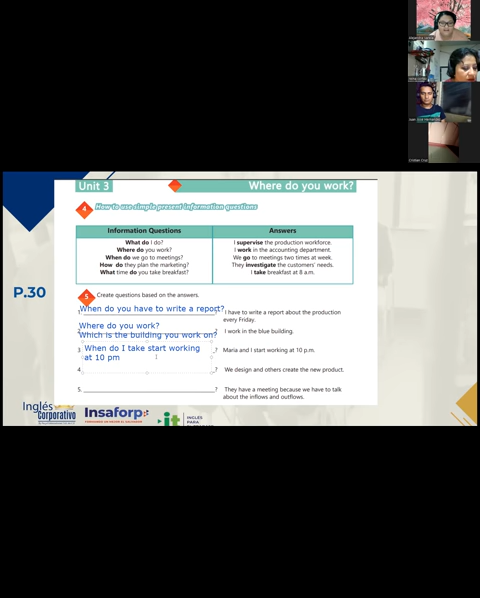 Unit 3
Where do you work?
4
How to use simple present information questions
Information Questions
Answers
What do I do?
Where do you work?
When do we go to meetings?
How do they plan the marketing?
What time do you take breakfast?
I supervise the production workforce.
I work in the accounting department.
We go to meetings two times at week.
They investigate the customers' needs.
I take breakfast at 8 a.m.
P.30
5
Create questions based on the answers.
When do you have to write a report?
1. ?
I have to write a report about the production
every Friday.
Where do you work?
Which is the building you work on?
2. ?
I work in the blue building.
When do I take start working
at 10 pm
3. ?
Maria and I start working at 10 p.m.
4. ?
We design and others create the new product.
5. ?
They have a meeting because we have to talk
about the inflows and outflows.
Inglés
Corporativo
Insaforp
it
INGLÉS
PARA